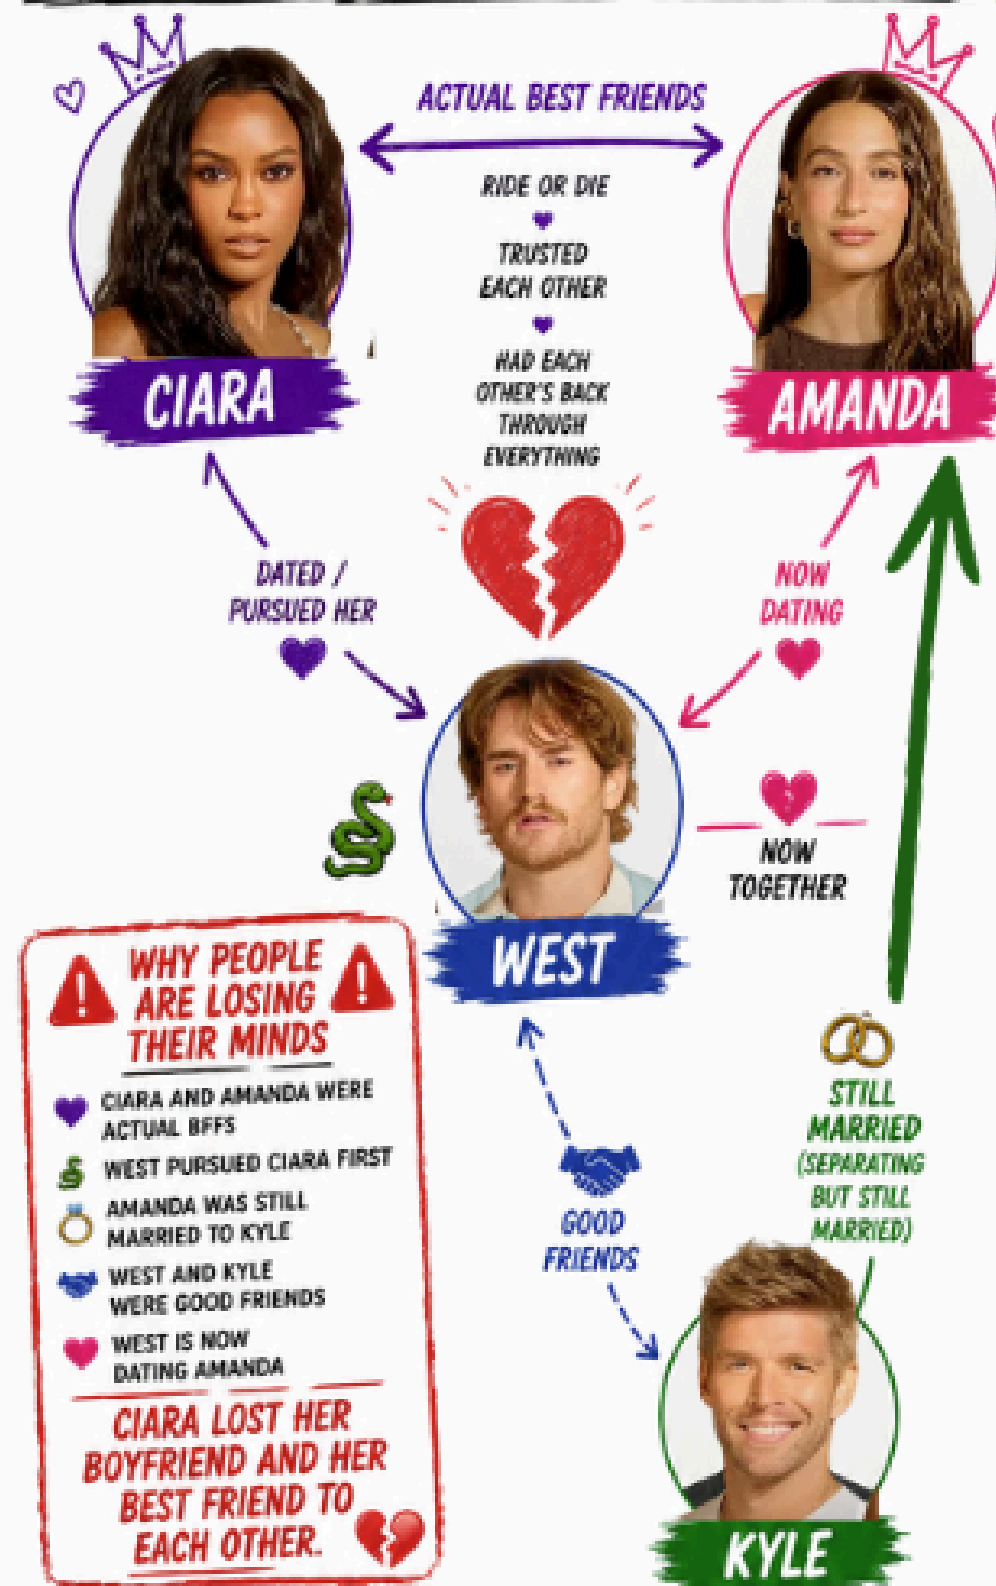 ACTUAL BEST FRIENDS
RIDE OR DIE
TRUSTED
EACH OTHER
HAD EACH
OTHER'S BACK
THROUGH
EVERYTHING
CIARA
AMANDA
DATED /
PURSUED HER
NOW
DATING
NOW
TOGETHER
WEST
WHY PEOPLE
ARE LOSING
THEIR MINDS
CIARA AND AMANDA WERE
ACTUAL BFFS
WEST PURSUED CIARA FIRST
AMANDA WAS STILL
MARRIED TO KYLE
WEST AND KYLE
WERE GOOD FRIENDS
WEST IS NOW
DATING AMANDA
CIARA LOST HER
BOYFRIEND AND HER
BEST FRIEND TO
EACH OTHER.
GOOD
FRIENDS
STILL
MARRIED
(SEPARATING
BUT STILL
MARRIED)
KYLE